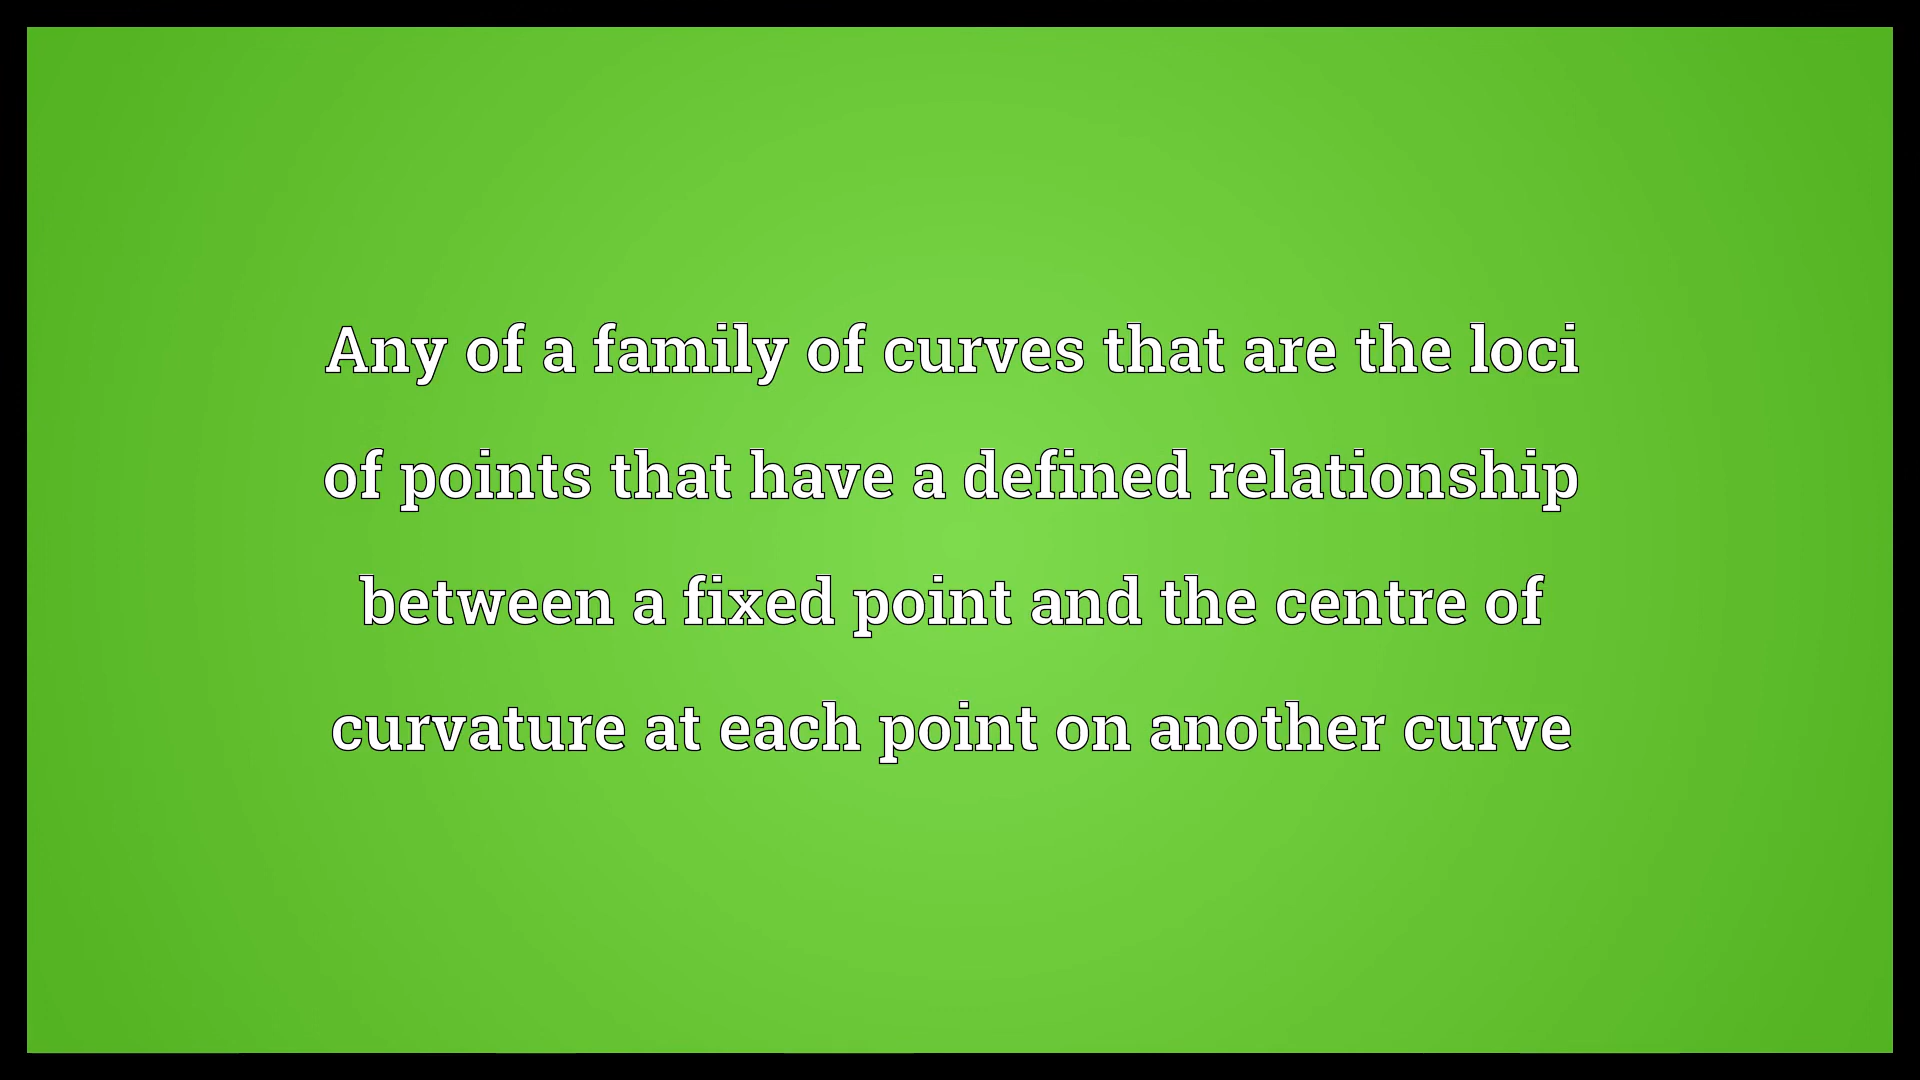 Any of a family of curves that are the loci
of points that have a defined relationship
between a fixed point and the centre of
curvature at each point on another curve